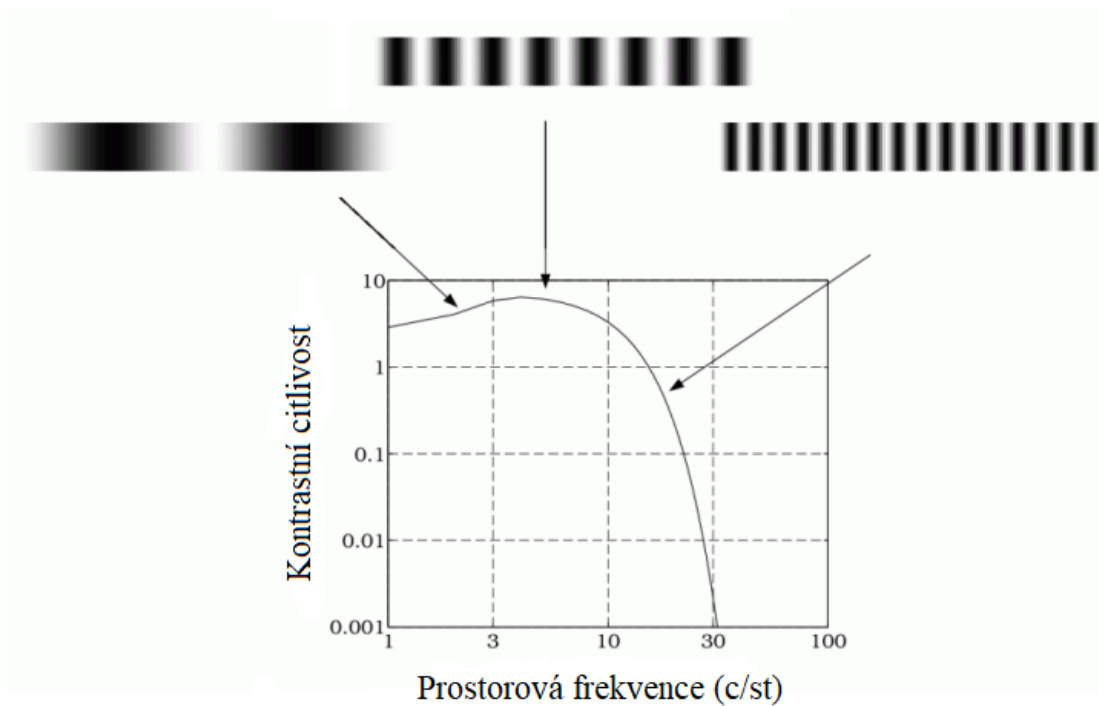 Kontrastní citlivost
10
1
0.1
0.01
0.001
1 3 10 30 100
Prostorová frekvence (c/st)